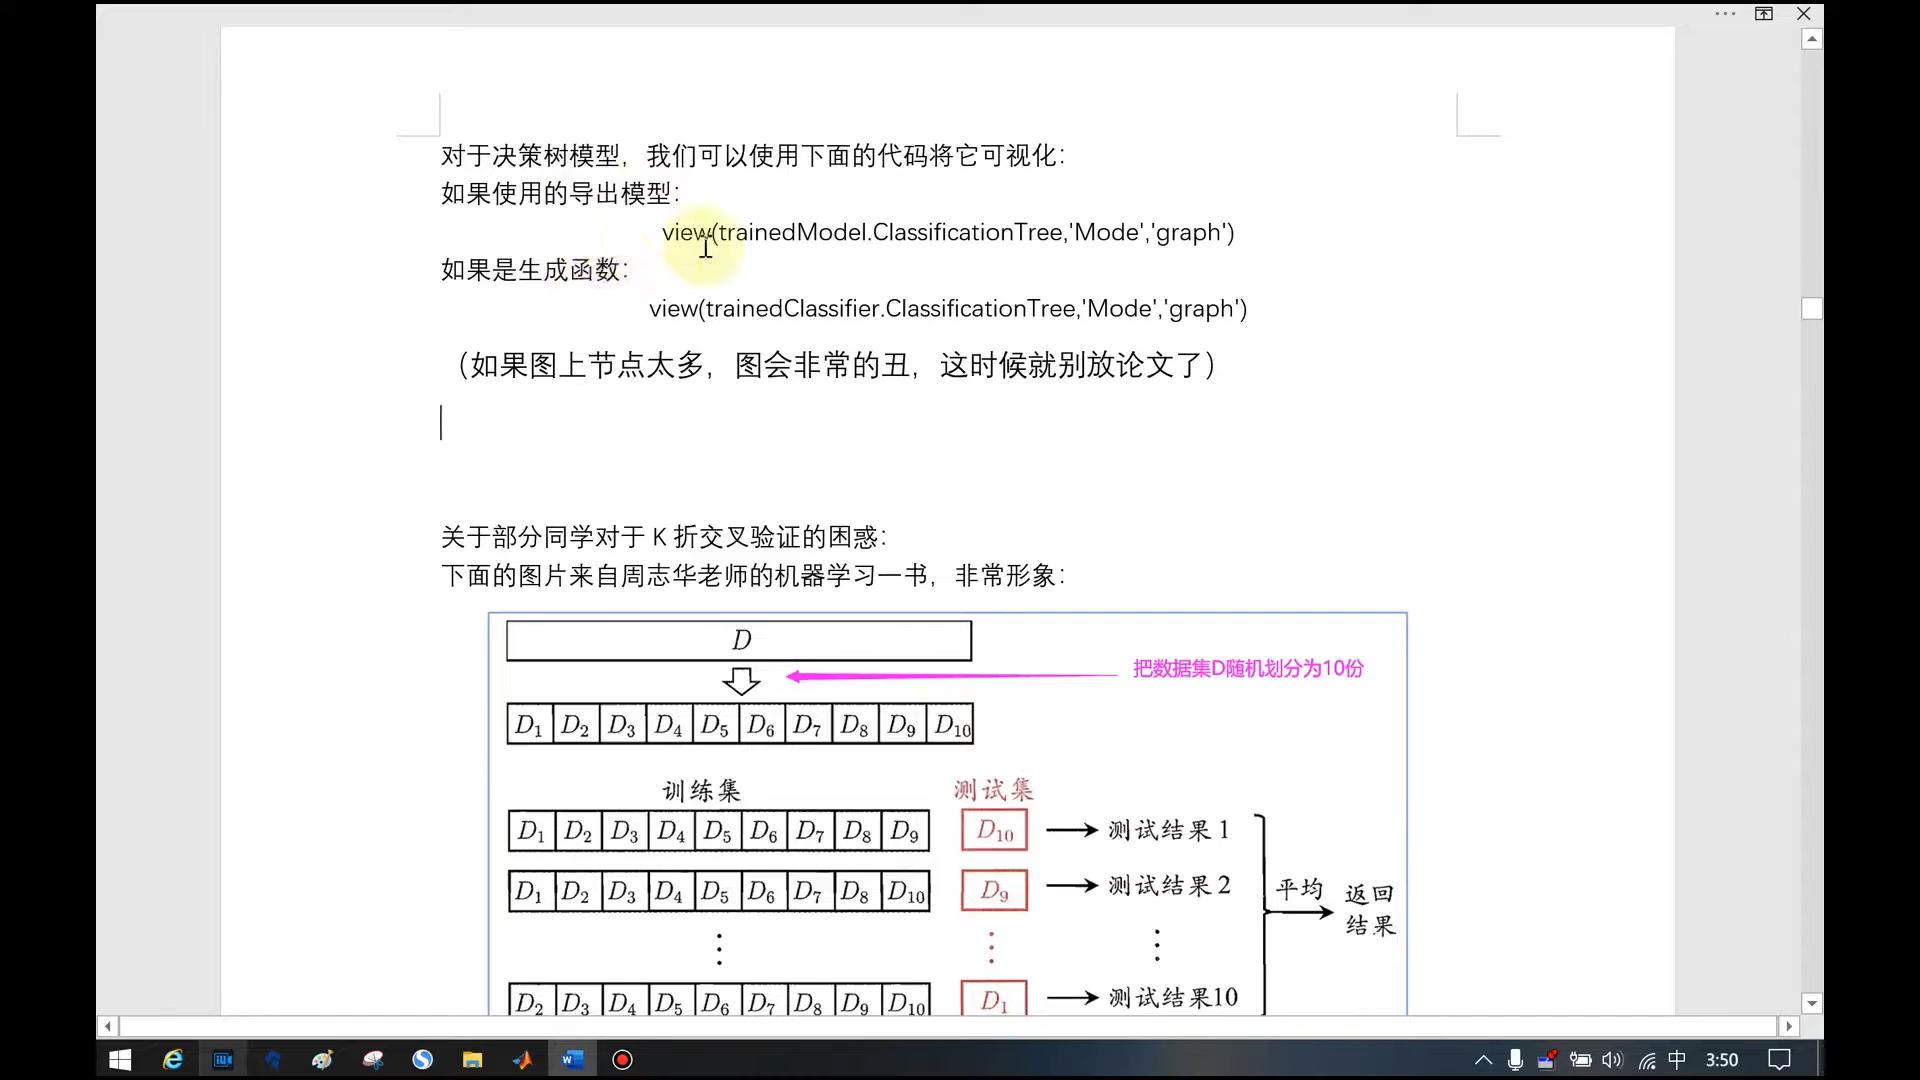 对于决策树模型，我们可以使用下面的代码将它可视化：
如果使用的导出模型：
view(trainedModel.ClassificationTree,'Mode','graph')
如果是生成函数：
view(trainedClassifier.ClassificationTree,'Mode','graph')
（如果图上节点太多，图会非常的丑，这时候就别放论文了）
关于部分同学对于 K 折交叉验证的困惑：
下面的图片来自周志华老师的机器学习一书，非常形象：
D
把数据集D随机划分为10份
D1 D2 D3 D4 D5 D6 D7 D8 D9 D10
训练集 测试集
D1 D2 D3 D4 D5 D6 D7 D8 D9 D10 测试结果 1
D1 D2 D3 D4 D5 D6 D7 D8 D10 D9 测试结果 2
平均 返回
结果
D2 D3 D4 D5 D6 D7 D8 D9 D10 D1 测试结果10
中 3:50